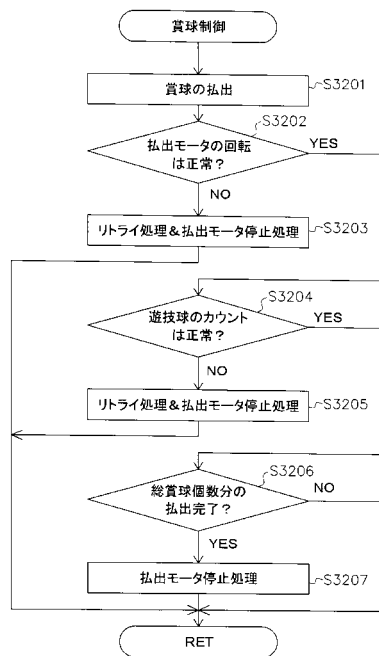 賞球制御
賞球の払出
S3201
S3202
払出モータの回転
は正常？
YES
NO
リトライ処理＆払出モータ停止処理
S3203
S3204
遊技球のカウント
は正常？
YES
NO
リトライ処理＆払出モータ停止処理
S3205
S3206
総賞球個数分の
払出完了？
NO
YES
払出モータ停止処理
S3207
RET